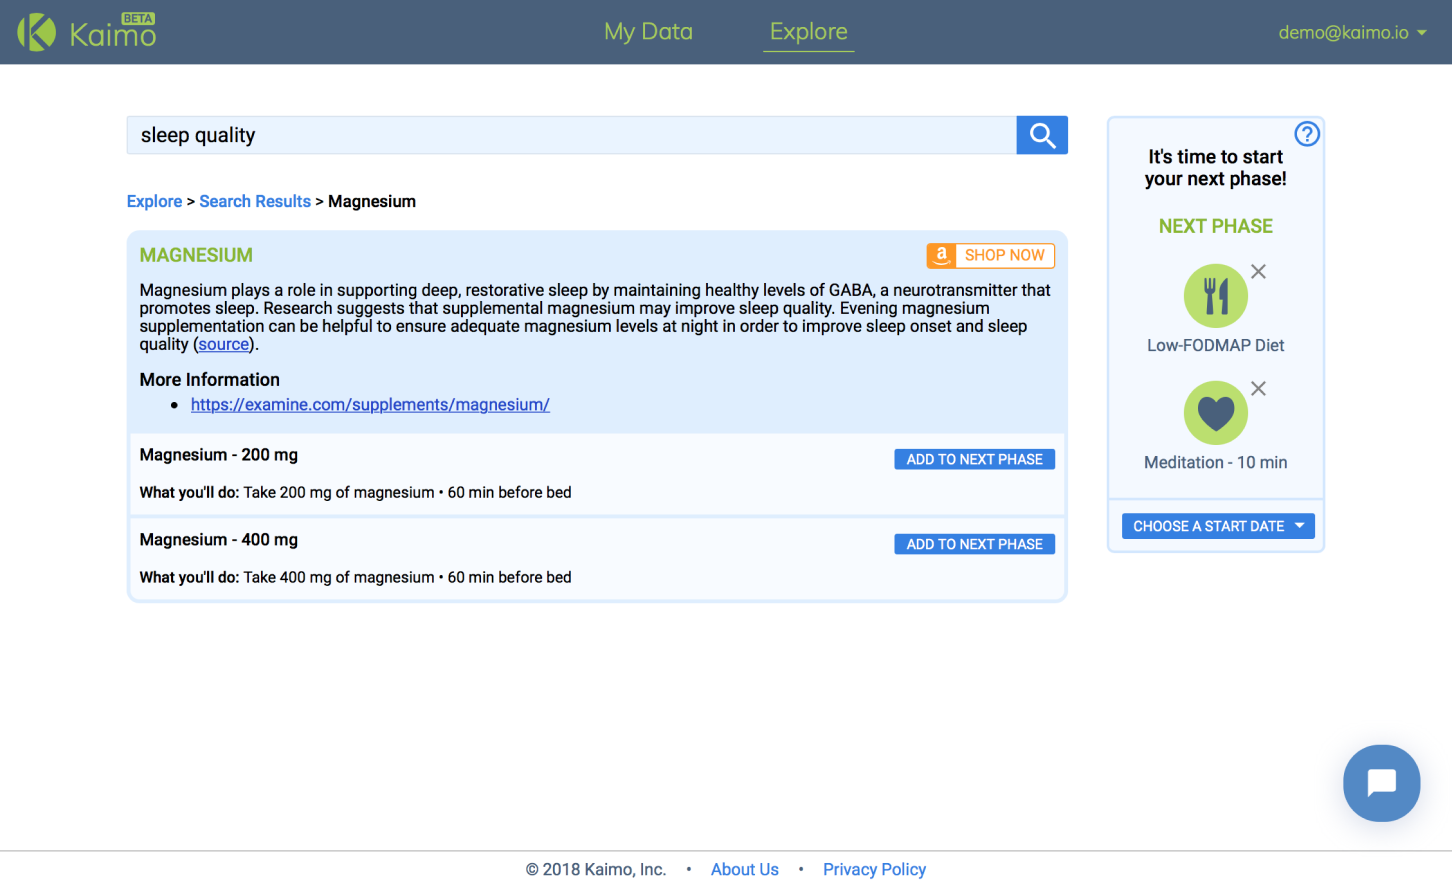 Kaimo BETA
My Data
Explore
demo@kaimo.io
sleep quality
Explore > Search Results > Magnesium
MAGNESIUM
a SHOP NOW
Magnesium plays a role in supporting deep, restorative sleep by maintaining healthy levels of GABA, a neurotransmitter that
promotes sleep. Research suggests that supplemental magnesium may improve sleep quality. Evening magnesium
supplementation can be helpful to ensure adequate magnesium levels at night in order to improve sleep onset and sleep
quality (source).
More Information
• https://examine.com/supplements/magnesium/
Magnesium - 200 mg
ADD TO NEXT PHASE
What you'll do: Take 200 mg of magnesium • 60 min before bed
Magnesium - 400 mg
ADD TO NEXT PHASE
What you'll do: Take 400 mg of magnesium • 60 min before bed
?
It's time to start
your next phase!
NEXT PHASE
Low-FODMAP Diet
Meditation - 10 min
CHOOSE A START DATE
© 2018 Kaimo, Inc. • About Us • Privacy Policy